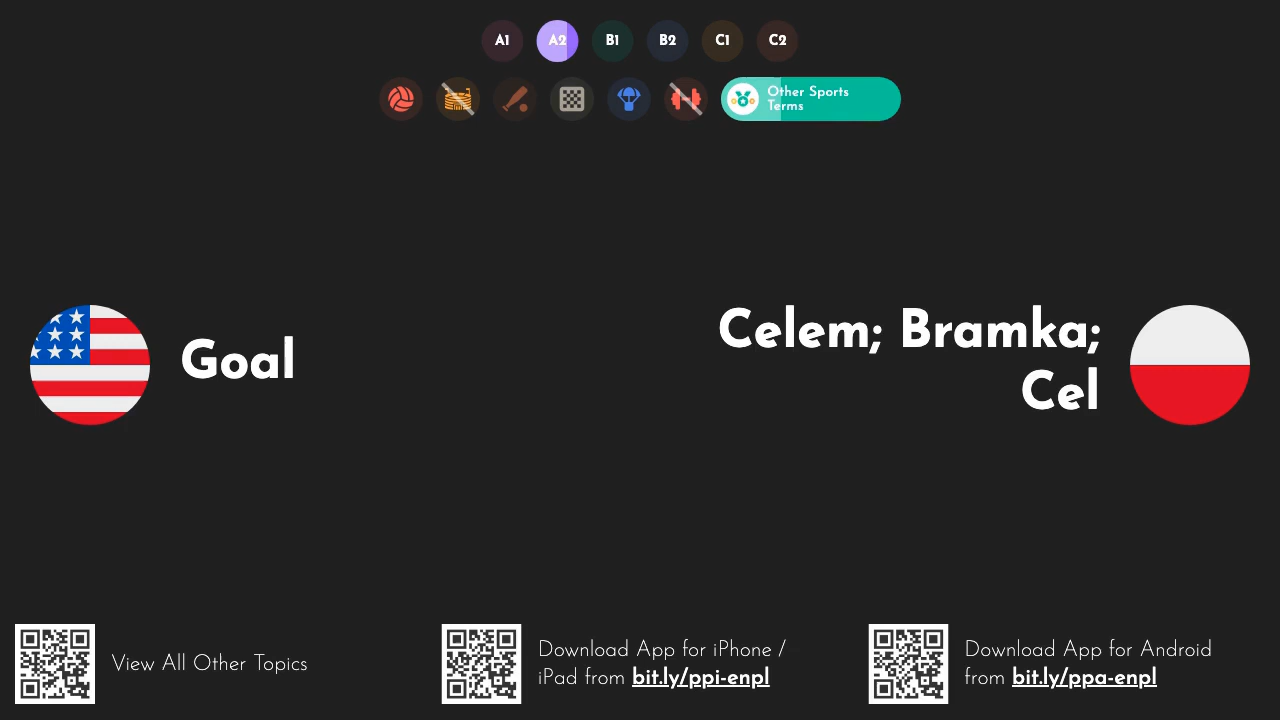 A1 A2 B1 B2 C1 C2
Other Sports
Terms
Goal
Celem; Bramka;
Cel
View All Other Topics
Download App for iPhone /
iPad from bit.ly/ppi-enpl
Download App for Android
from bit.ly/ppa-enpl